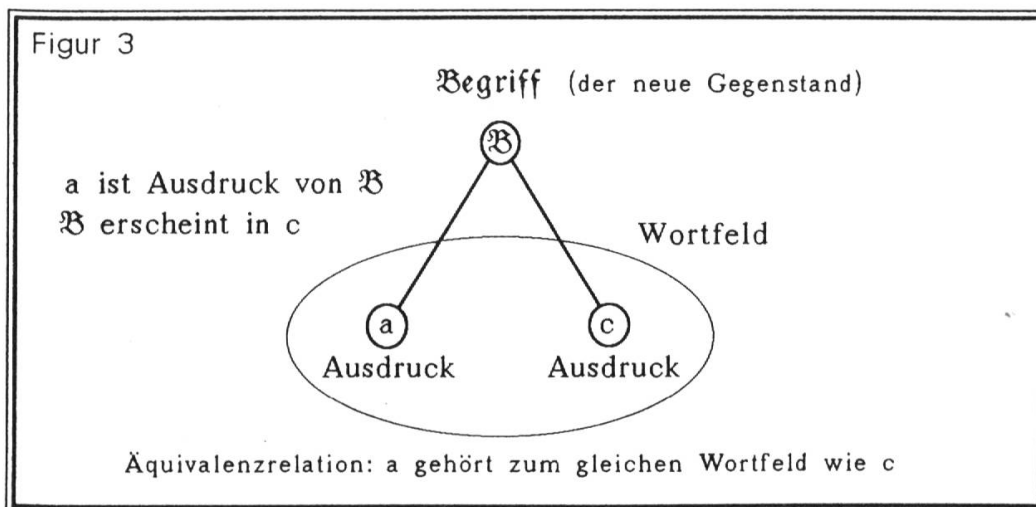 Figur 3
𝔅egriff (der neue Gegenstand)
𝔅
a ist Ausdruck von 𝔅
𝔅 erscheint in c
Wortfeld
a
c
Ausdruck
Ausdruck
Äquivalenzrelation: a gehört zum gleichen Wortfeld wie c